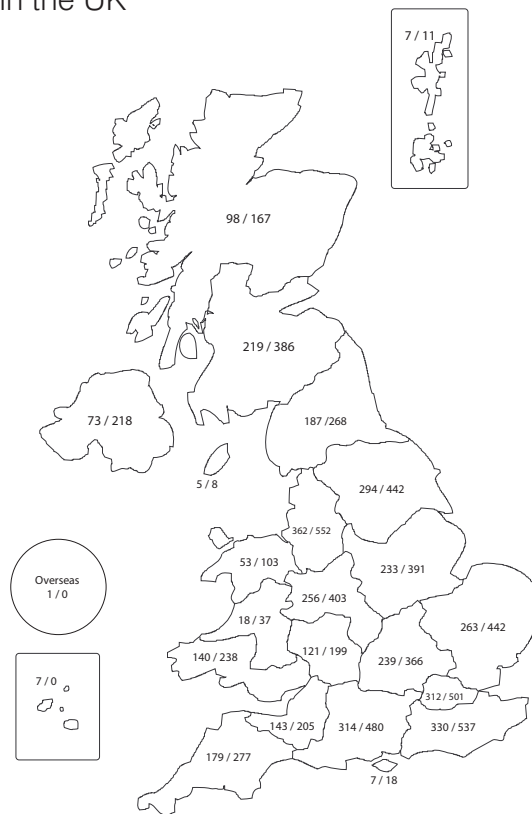 in the UK
7 / 11
98 / 167
219 / 386
73 / 218
187 /268
5 / 8
294 / 442
362 / 552
53 / 103
233 / 391
Overseas
1 / 0
256 / 403
18 / 37
263 / 442
121 / 199
140 / 238
239 / 366
7 / 0
312 / 501
143 / 205
314 / 480
330 / 537
179 / 277
7 / 18